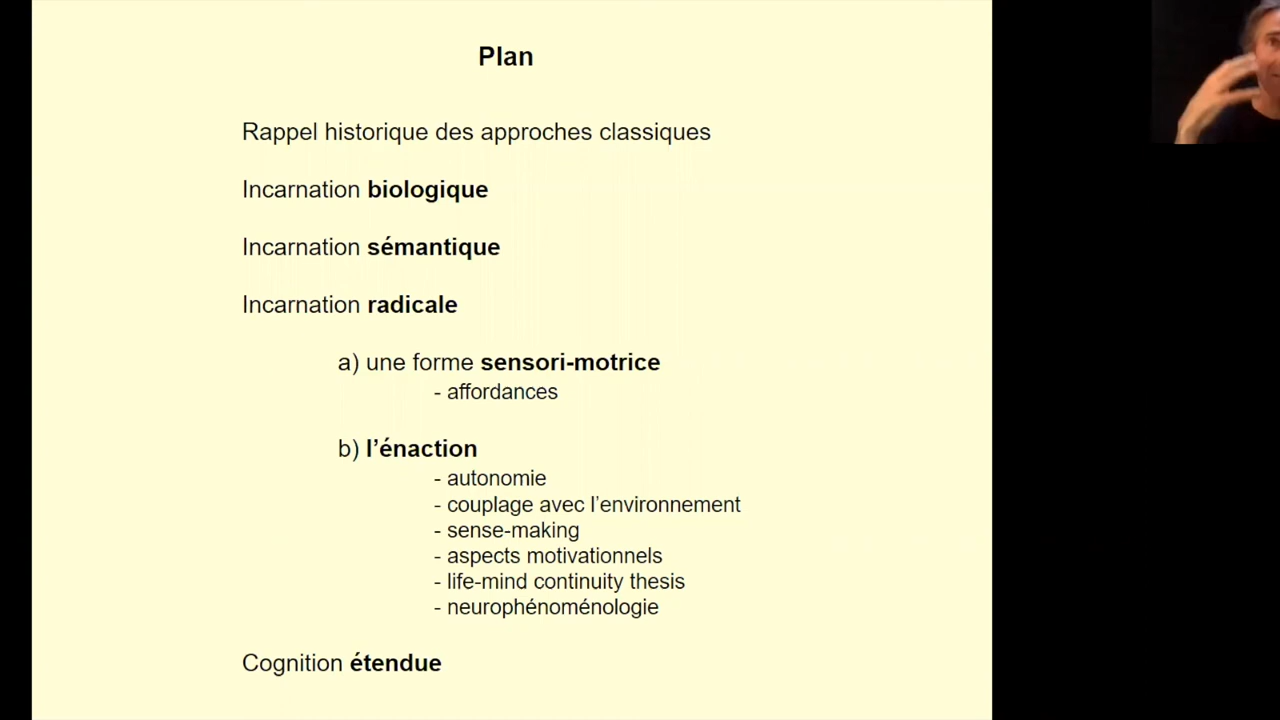 Plan
Rappel historique des approches classiques
Incarnation biologique
Incarnation sémantique
Incarnation radicale
a) une forme sensori-motrice
- affordances
b) l’énaction
- autonomie
- couplage avec l’environnement
- sense-making
- aspects motivationnels
- life-mind continuity thesis
- neurophénoménologie
Cognition étendue